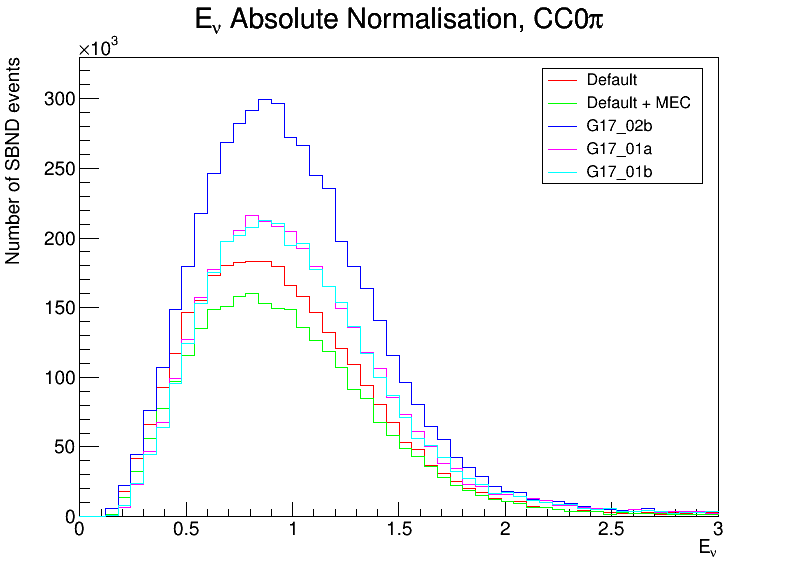 Eν Absolute Normalisation, CC0π
×10³
Number of SBND events
300
250
200
150
100
50
0
Default
Default + MEC
G17_02b
G17_01a
G17_01b
0 0.5 1 1.5 2 2.5 3
Eν